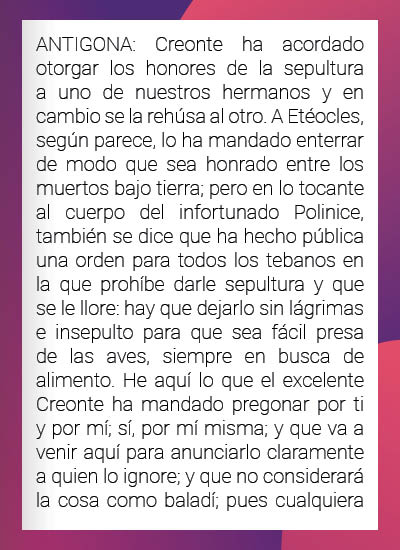 ANTIGONA: Creonte ha acordado
otorgar los honores de la sepultura
a uno de nuestros hermanos y en
cambio se la rehúsa al otro. A Etéocles,
según parece, lo ha mandado enterrar
de modo que sea honrado entre los
muertos bajo tierra; pero en lo tocante
al cuerpo del infortunado Polinice,
también se dice que ha hecho pública
una orden para todos los tebanos en
la que prohíbe darle sepultura y que
se le llore: hay que dejarlo sin lágrimas
e insepulto para que sea fácil presa
de las aves, siempre en busca de
alimento. He aquí lo que el excelente
Creonte ha mandado pregonar por ti
y por mí; sí, por mí misma; y que va a
venir aquí para anunciarlo claramente
a quien lo ignore; y que no considerará
la cosa como baladí; pues cualquiera